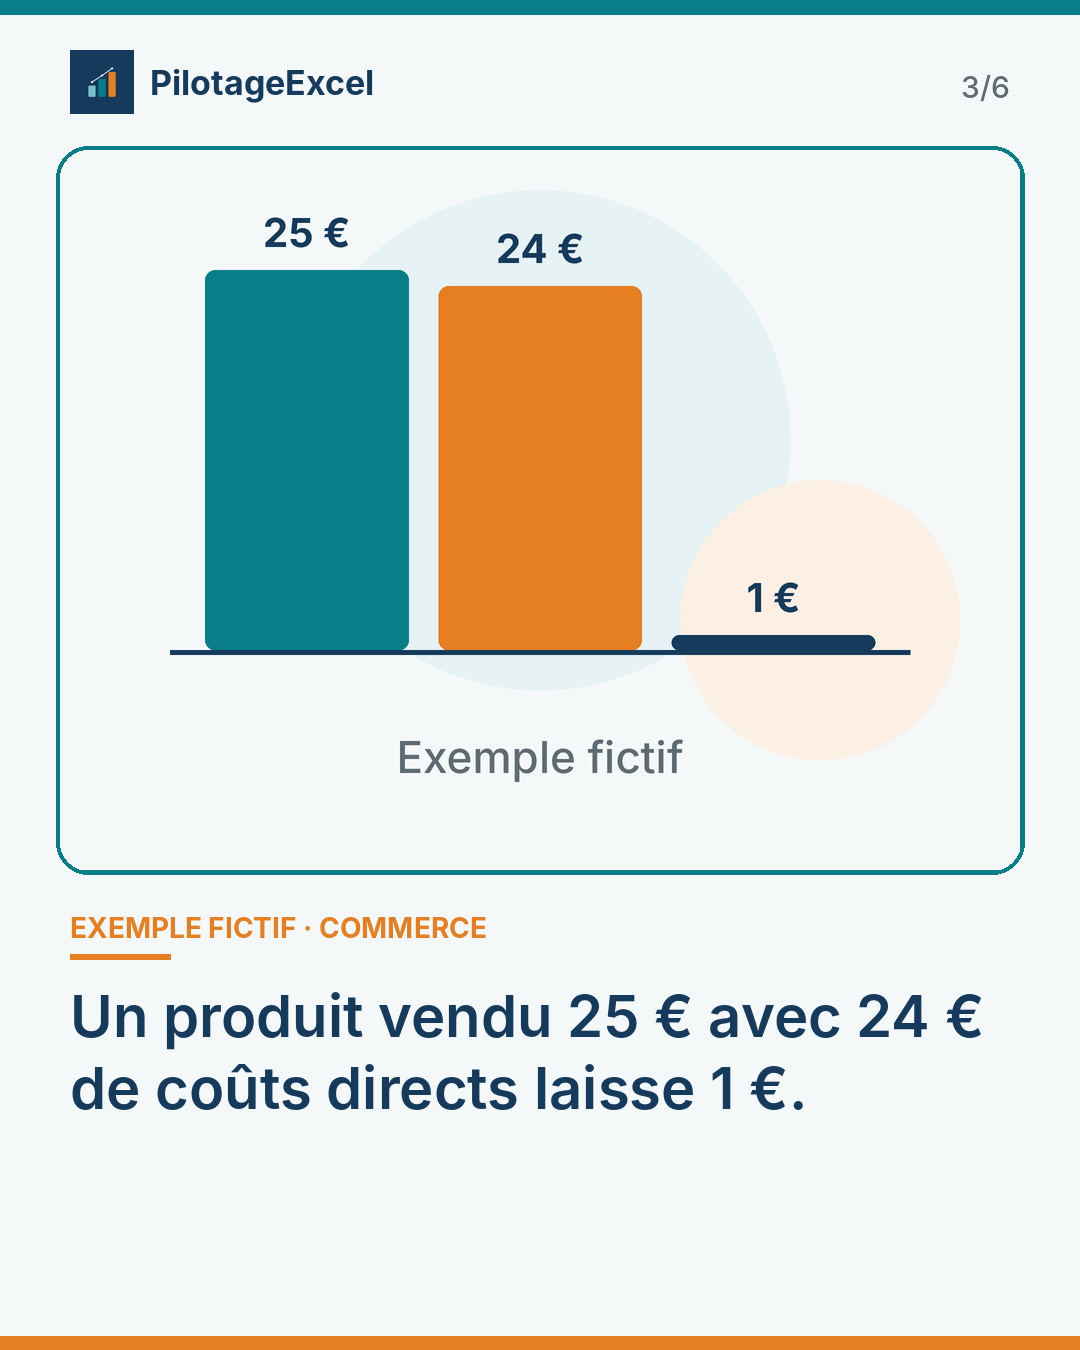 PilotageExcel
3/6
25 €
24 €
1 €
Exemple fictif
EXEMPLE FICTIF · COMMERCE
Un produit vendu 25 € avec 24 €
de coûts directs laisse 1 €.